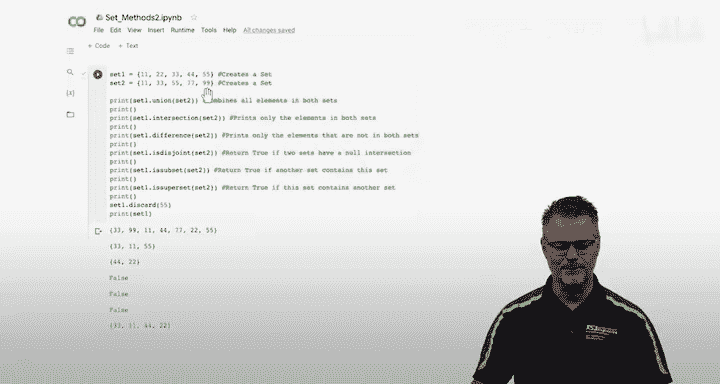 Set_Methods2.ipynb
File Edit View Insert Runtime Tools Help All changes saved
+ Code + Text
set1 = {11, 22, 33, 44, 55} #Creates a Set
set2 = {11, 33, 55, 77, 99} #Creates a Set
print(set1.union(set2)) #Combines all elements in both sets
print()
print(set1.intersection(set2)) #Prints only the elements in both sets
print()
print(set1.difference(set2)) #Prints only the elements that are not in both sets
print()
print(set1.isdisjoint(set2)) #Return True if two sets have a null intersection
print()
print(set1.issubset(set2)) #Return True if another set contains this set
print()
print(set1.issuperset(set2)) #Return True if this set contains another set
print()
set1.discard(55)
print(set1)
{33, 99, 11, 44, 77, 22, 55}
{33, 11, 55}
{44, 22}
False
False
False
{33, 11, 44, 22}